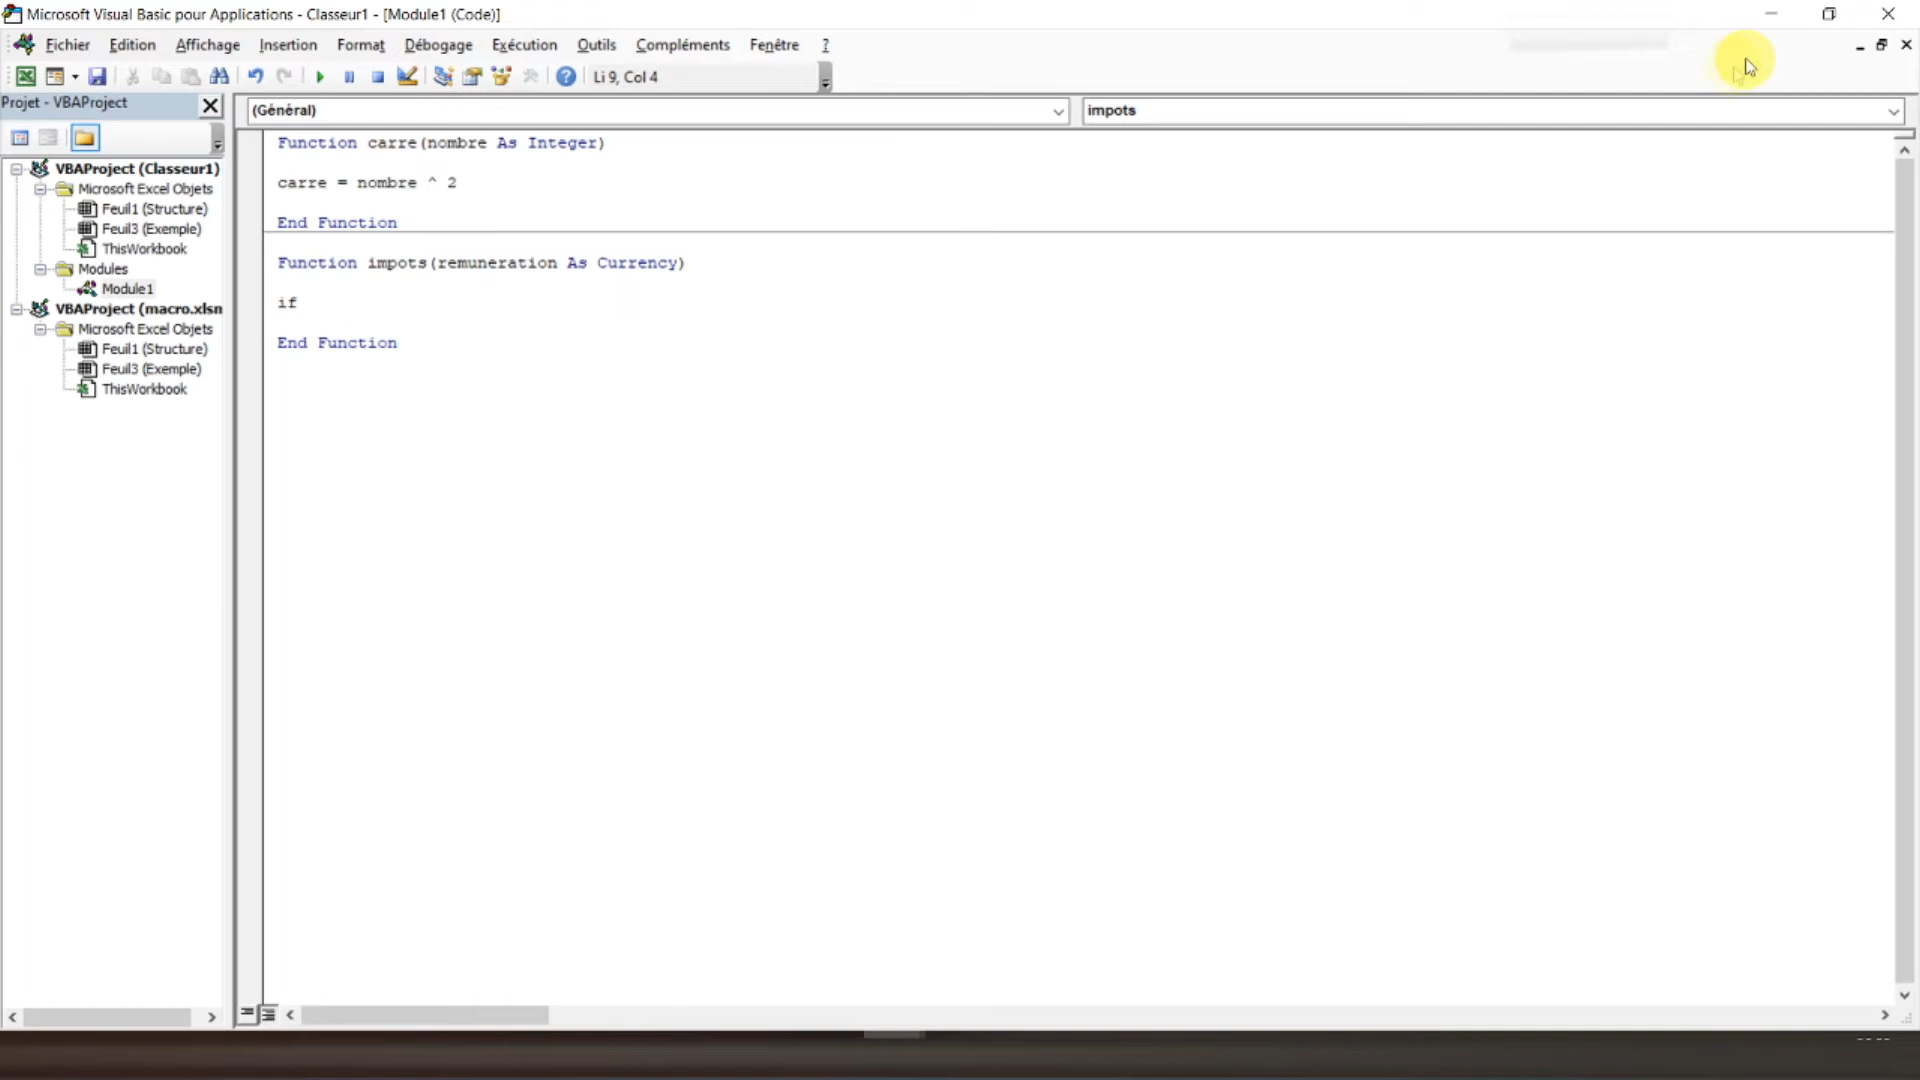 Microsoft Visual Basic pour Applications - Classeur1 - [Module1 (Code)]
Fichier Edition Affichage Insertion Format Débogage Exécution Outils Compléments Fenêtre ?
Li 9, Col 4
Projet - VBAProject
(Général)
impots
VBAProject (Classeur1)
Microsoft Excel Objets
Feuil1 (Structure)
Feuil3 (Exemple)
ThisWorkbook
Modules
Module1
VBAProject (macro.xlsn
Microsoft Excel Objets
Feuil1 (Structure)
Feuil3 (Exemple)
ThisWorkbook
Function carre(nombre As Integer)
carre = nombre ^ 2
End Function
Function impots(remuneration As Currency)
if
End Function